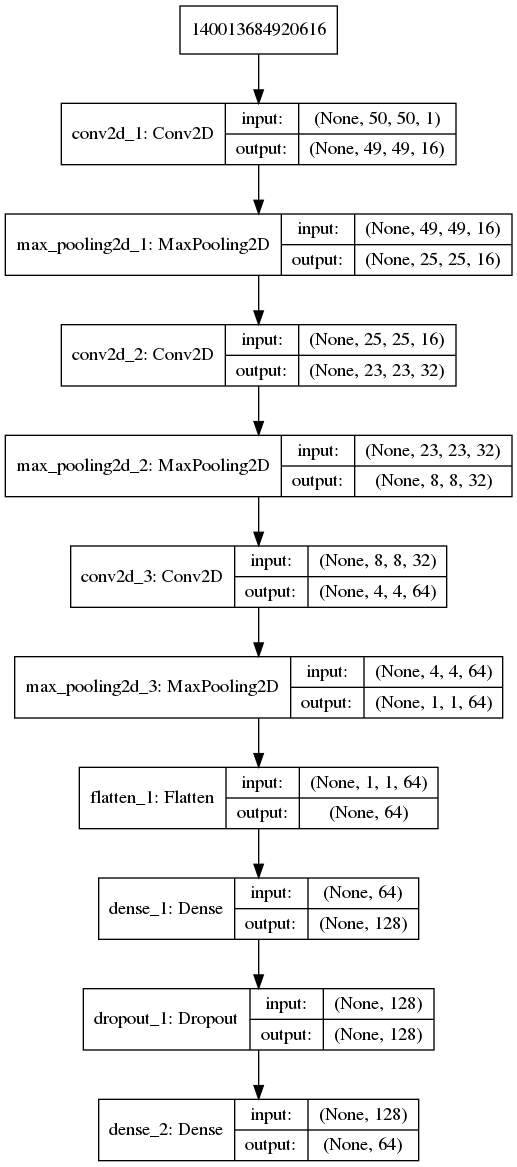 140013684920616
conv2d_1: Conv2D
input:
(None, 50, 50, 1)
output:
(None, 49, 49, 16)
max_pooling2d_1: MaxPooling2D
input:
(None, 49, 49, 16)
output:
(None, 25, 25, 16)
conv2d_2: Conv2D
input:
(None, 25, 25, 16)
output:
(None, 23, 23, 32)
max_pooling2d_2: MaxPooling2D
input:
(None, 23, 23, 32)
output:
(None, 8, 8, 32)
conv2d_3: Conv2D
input:
(None, 8, 8, 32)
output:
(None, 4, 4, 64)
max_pooling2d_3: MaxPooling2D
input:
(None, 4, 4, 64)
output:
(None, 1, 1, 64)
flatten_1: Flatten
input:
(None, 1, 1, 64)
output:
(None, 64)
dense_1: Dense
input:
(None, 64)
output:
(None, 128)
dropout_1: Dropout
input:
(None, 128)
output:
(None, 128)
dense_2: Dense
input:
(None, 128)
output:
(None, 64)